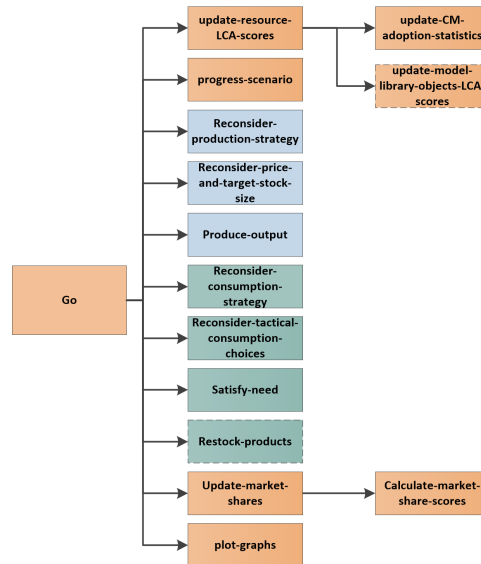 update-resource-
LCA-scores
update-CM-
adoption-statistics
update-model-
library-objects-LCA-
scores
progress-scenario
Reconsider-
production-strategy
Reconsider-price-
and-target-stock-
size
Produce-output
Go
Reconsider-
consumption-
strategy
Reconsider-tactical-
consumption-
choices
Satisfy-need
Restock-products
Update-market-
shares
Calculate-market-
share-scores
plot-graphs